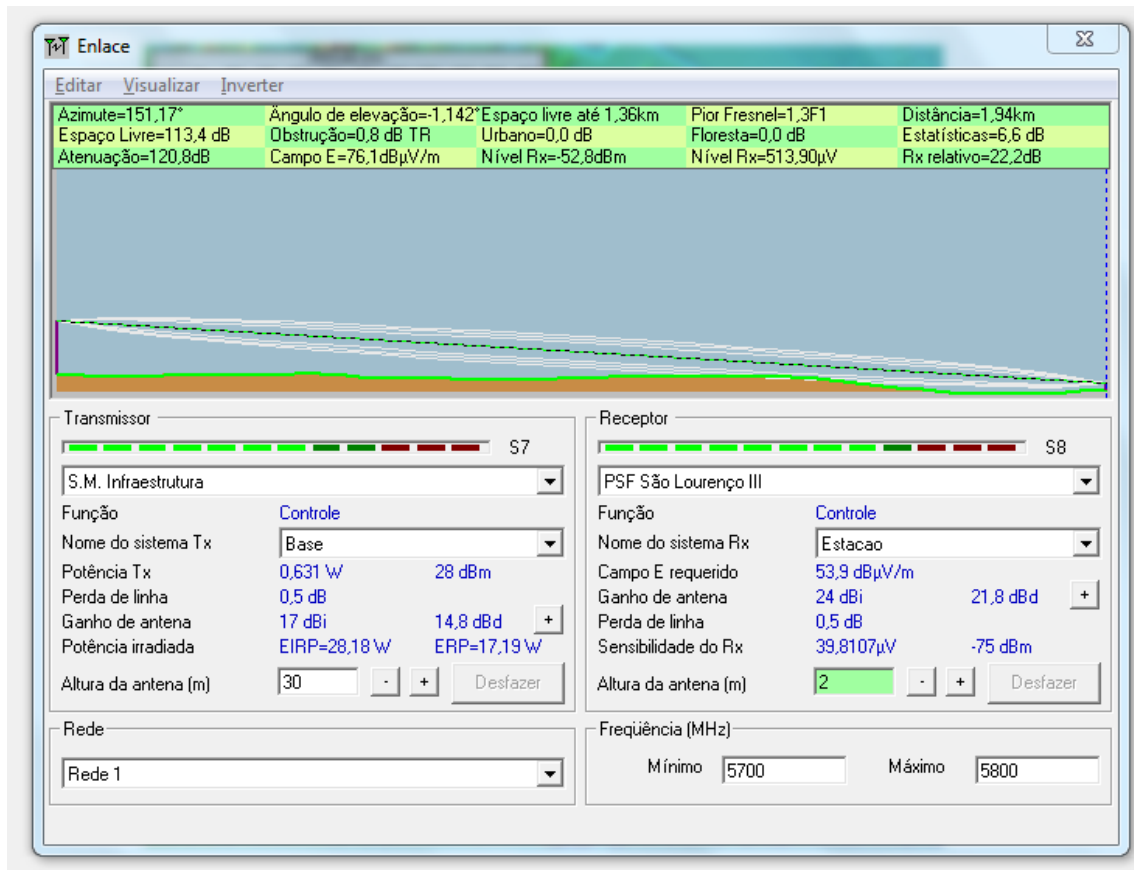 Enlace
Editar Visualizar Inverter
Azimute=151,17° Ângulo de elevação=-1,142° Espaço livre até 1,36km Pior Fresnel=1,3F1 Distância=1,94km
Espaço Livre=113,4 dB Obstrução=0,8 dB TR Urbano=0,0 dB Floresta=0,0 dB Estatísticas=6,6 dB
Atenuação=120,8dB Campo E=76,1dBµV/m Nível Rx=-52,8dBm Nível Rx=513,90µV Rx relativo=22,2dB
Transmissor
S7
S.M. Infraestrutura
Função Controle
Nome do sistema Tx Base
Potência Tx 0,631 W 28 dBm
Perda de linha 0,5 dB
Ganho de antena 17 dBi 14,8 dBd +
Potência irradiada EIRP=28,18 W ERP=17,19 W
Altura da antena (m) 30 - + Desfazer
Receptor
S8
PSF São Lourenço III
Função Controle
Nome do sistema Rx Estacao
Campo E requerido 53,9 dBµV/m
Ganho de antena 24 dBi 21,8 dBd +
Perda de linha 0,5 dB
Sensibilidade do Rx 39,8107µV -75 dBm
Altura da antena (m) 2 - + Desfazer
Rede
Rede 1
Freqüência (MHz)
Mínimo 5700 Máximo 5800